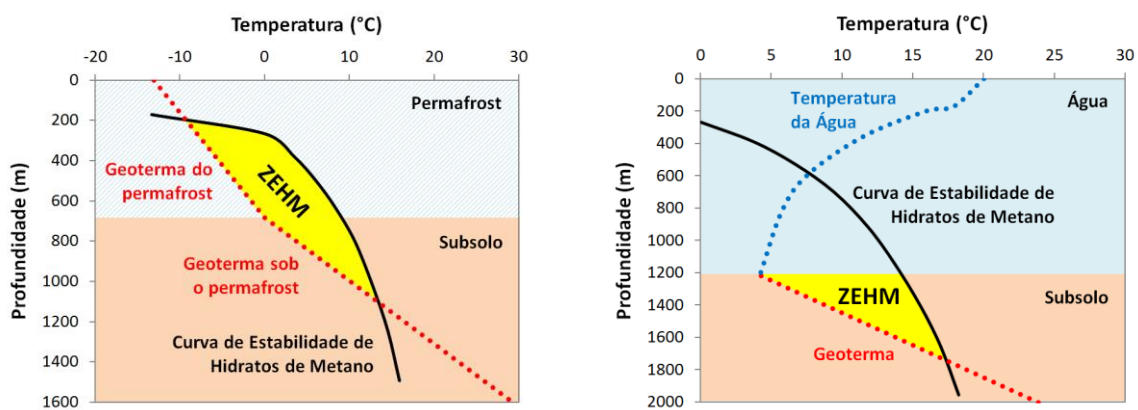 Temperatura (°C)
-20 -10 0 10 20 30
Profundidade (m)
0
200
400
600
800
1000
1200
1400
1600
Permafrost
Geoterma do
permafrost
ZEHM
Subsolo
Geoterma sob
o permafrost
Curva de Estabilidade de
Hidratos de Metano
Temperatura (°C)
0 5 10 15 20 25 30
Profundidade (m)
0
200
400
600
800
1000
1200
1400
1600
1800
2000
Temperatura
da Água
Água
Curva de Estabilidade de
Hidratos de Metano
ZEHM
Subsolo
Geoterma